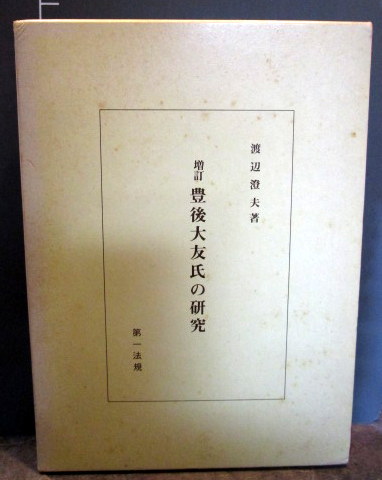 渡辺澄夫著
増訂 豊後大友氏の研究
第一法規